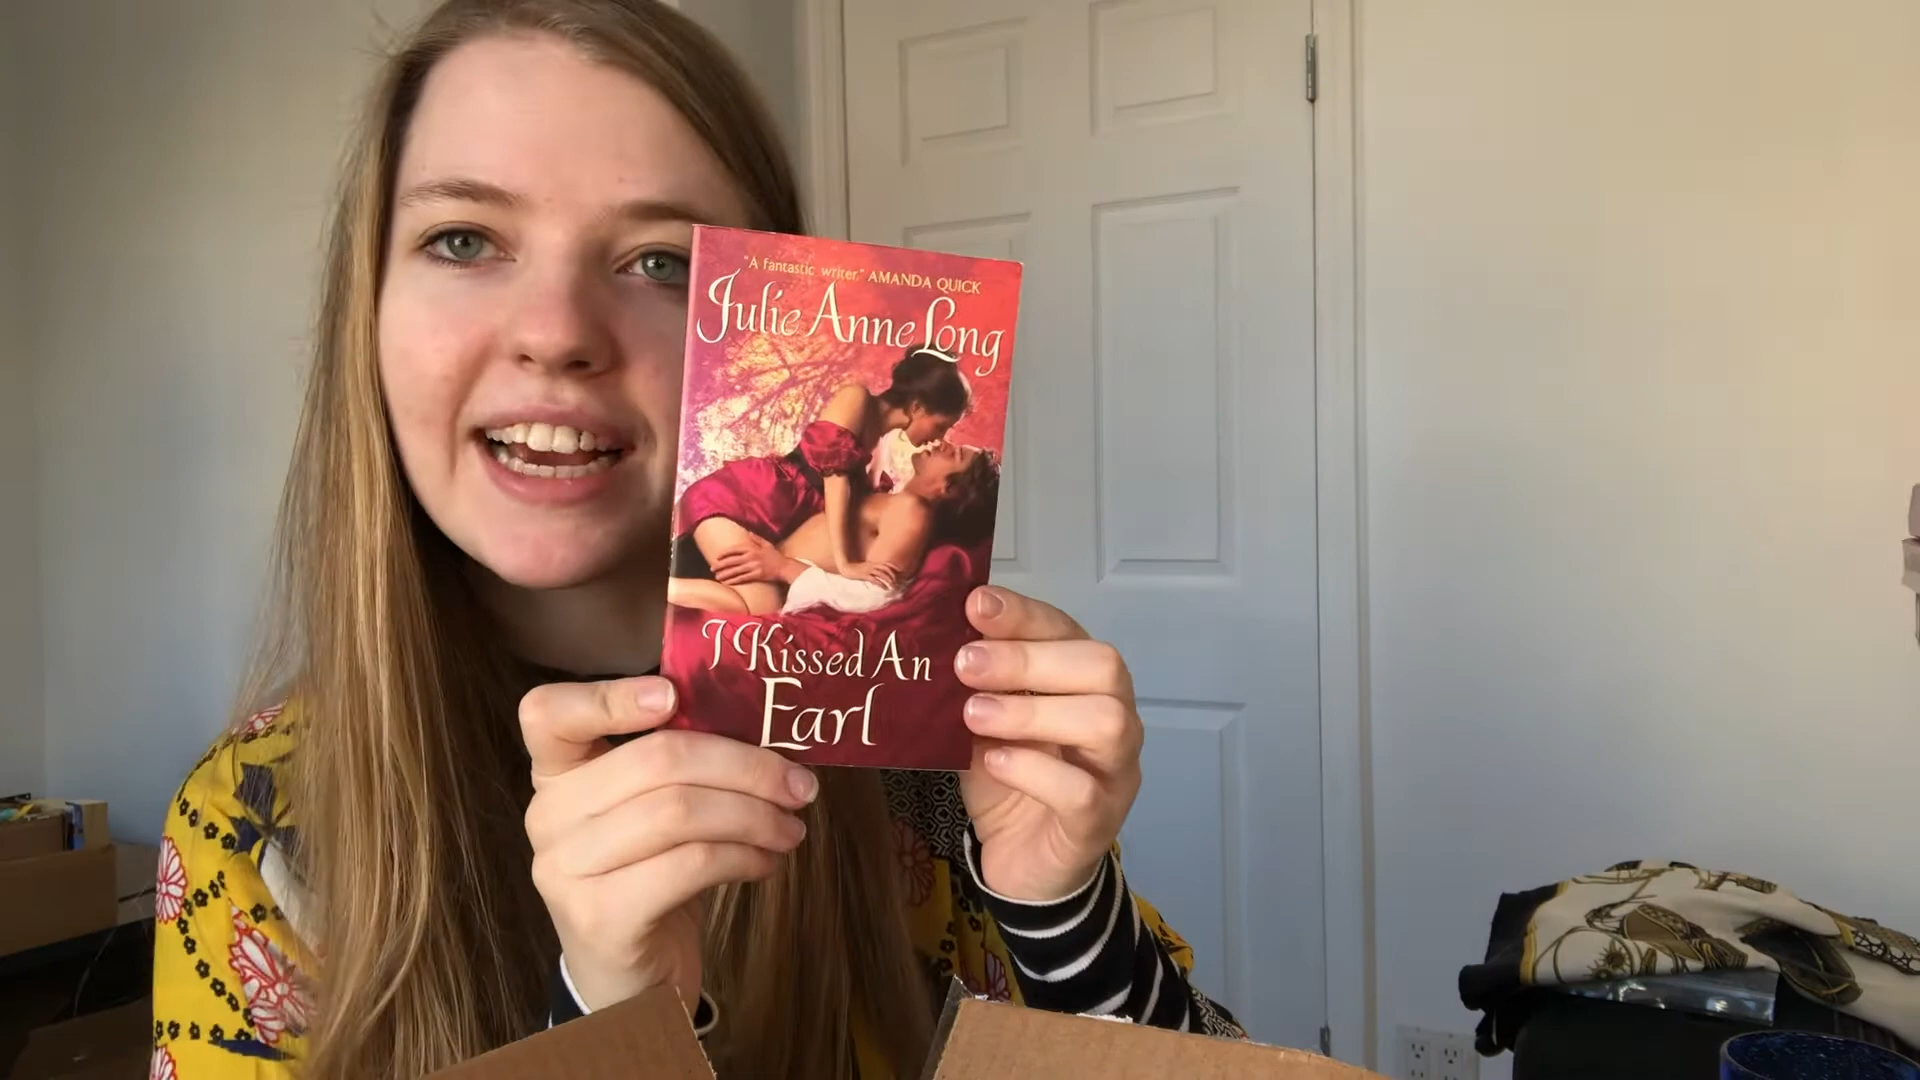 "A fantastic writer." AMANDA QUICK
Julie Anne Long
I Kissed An
Earl